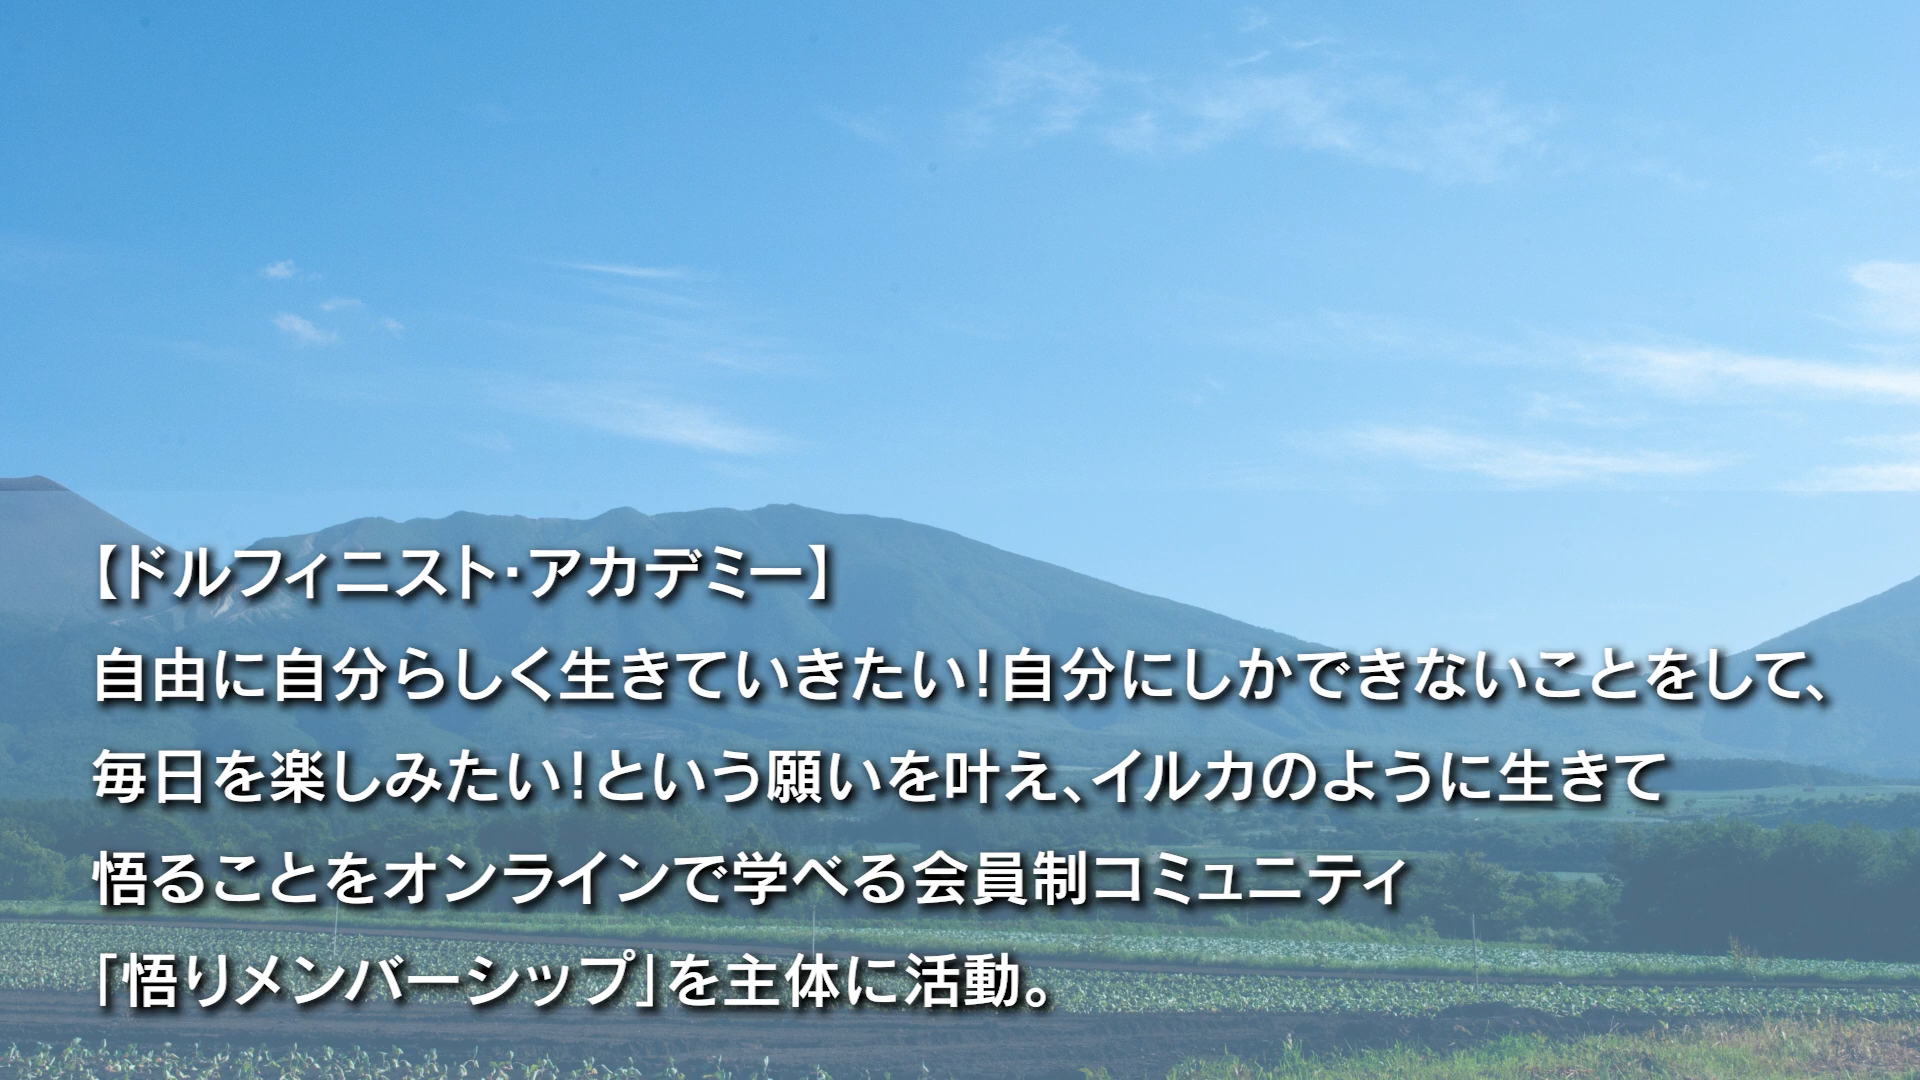 【ドルフィニスト・アカデミー】
自由に自分らしく生きていきたい！自分にしかできないことをして、
毎日を楽しみたい！という願いを叶え、イルカのように生きて
悟ることをオンラインで学べる会員制コミュニティ
「悟りメンバーシップ」を主体に活動。